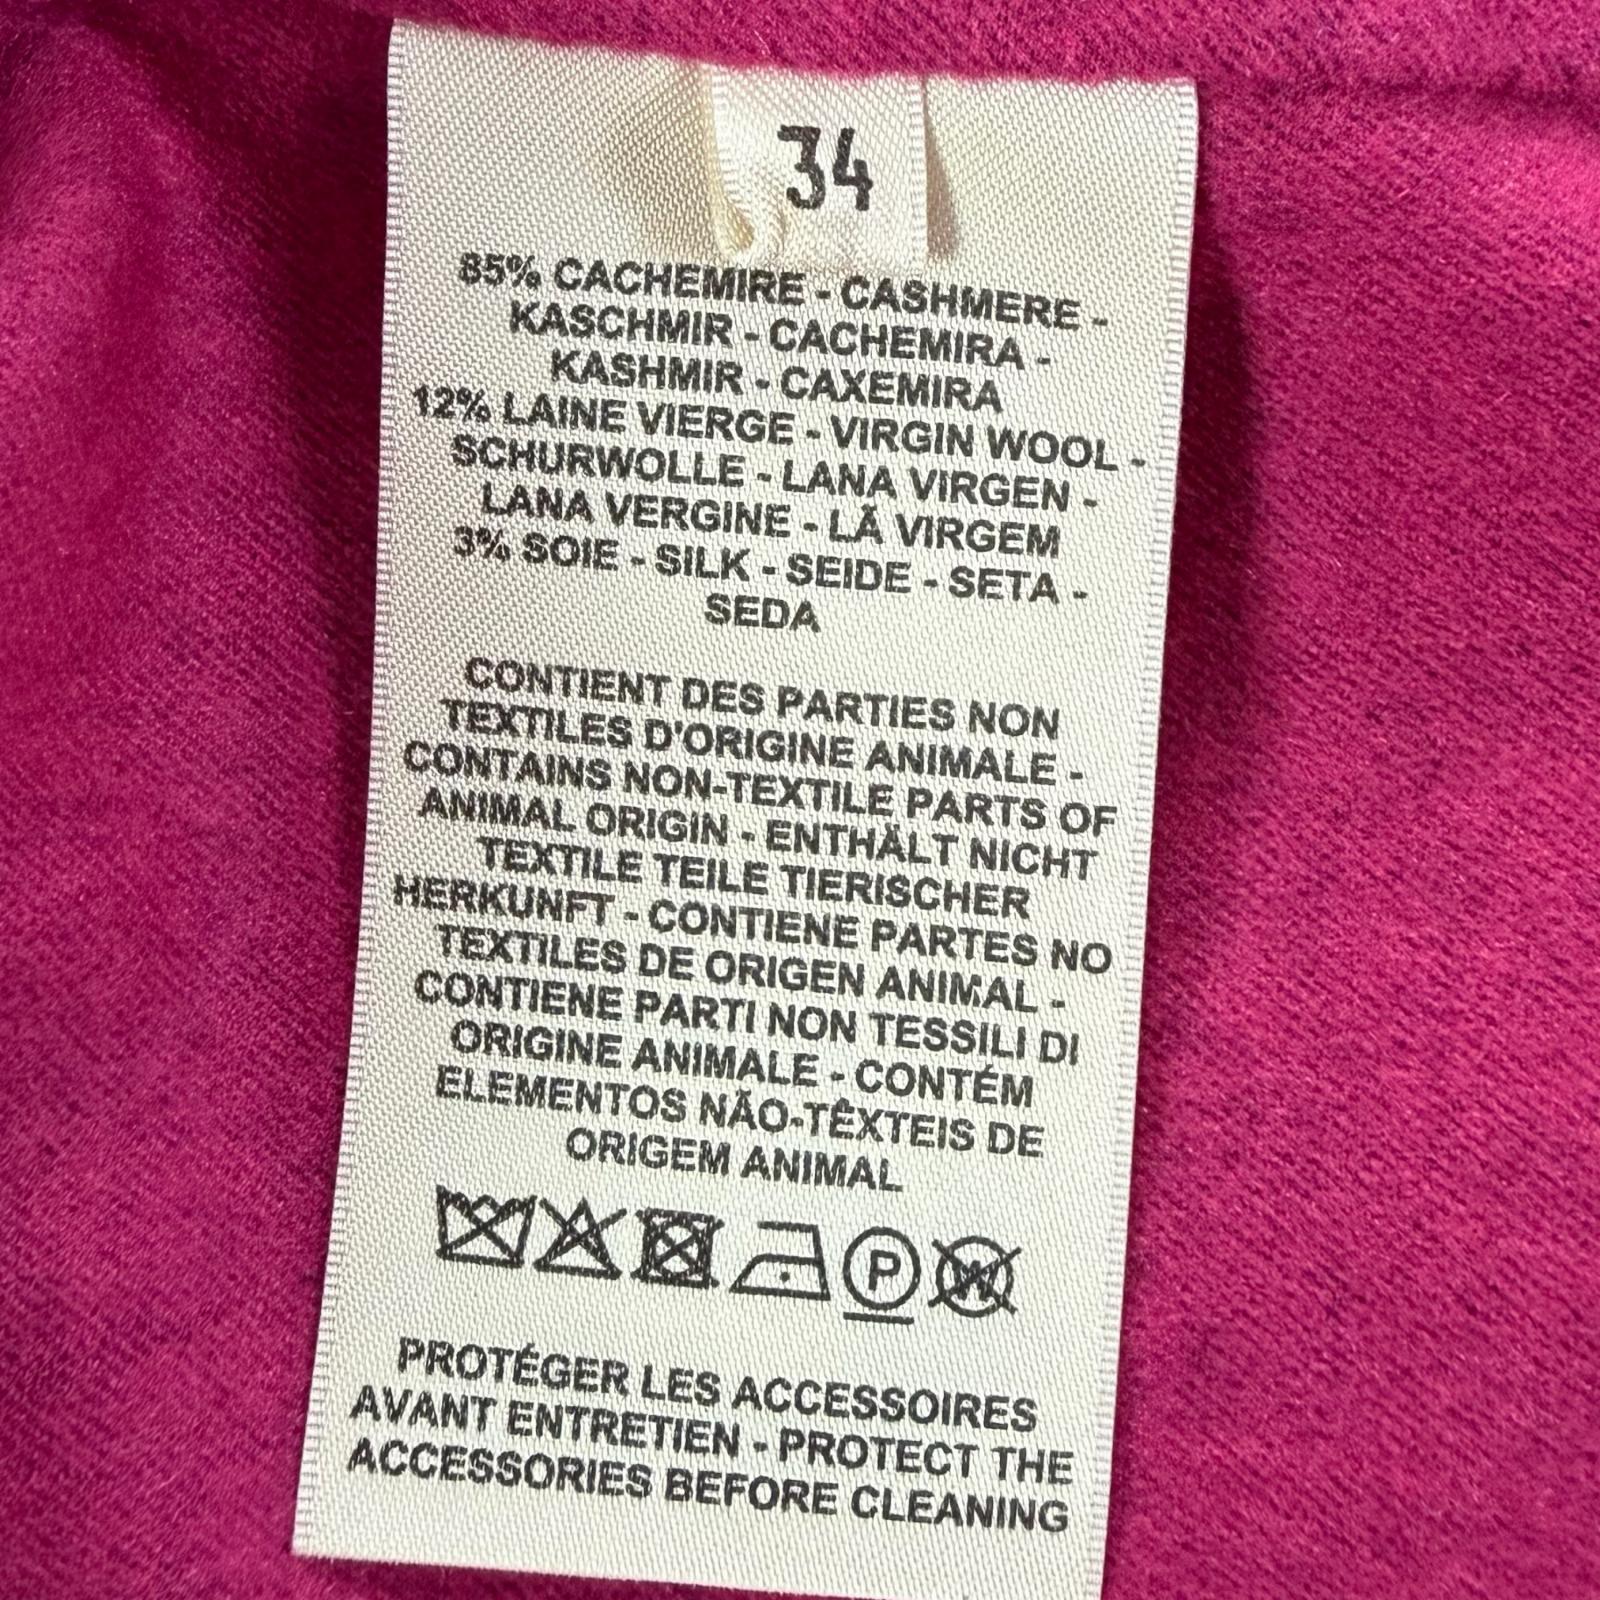 34
85% CACHEMIRE - CASHMERE -
KASCHMIR - CACHEMIRA -
KASHMIR - CAXEMIRA
12% LAINE VIERGE - VIRGIN WOOL -
SCHURWOLLE - LANA VIRGEN -
LANA VERGINE - LÃ VIRGEM
3% SOIE - SILK - SEIDE - SETA -
SEDA
CONTIENT DES PARTIES NON
TEXTILES D'ORIGINE ANIMALE -
CONTAINS NON-TEXTILE PARTS OF
ANIMAL ORIGIN - ENTHÄLT NICHT
TEXTILE TEILE TIERISCHER
HERKUNFT - CONTIENE PARTES NO
TEXTILES DE ORIGEN ANIMAL -
CONTIENE PARTI NON TESSILI DI
ORIGINE ANIMALE - CONTÉM
ELEMENTOS NÃO-TÊXTEIS DE
ORIGEM ANIMAL
P W
PROTÉGER LES ACCESSOIRES
AVANT ENTRETIEN - PROTECT THE
ACCESSORIES BEFORE CLEANING